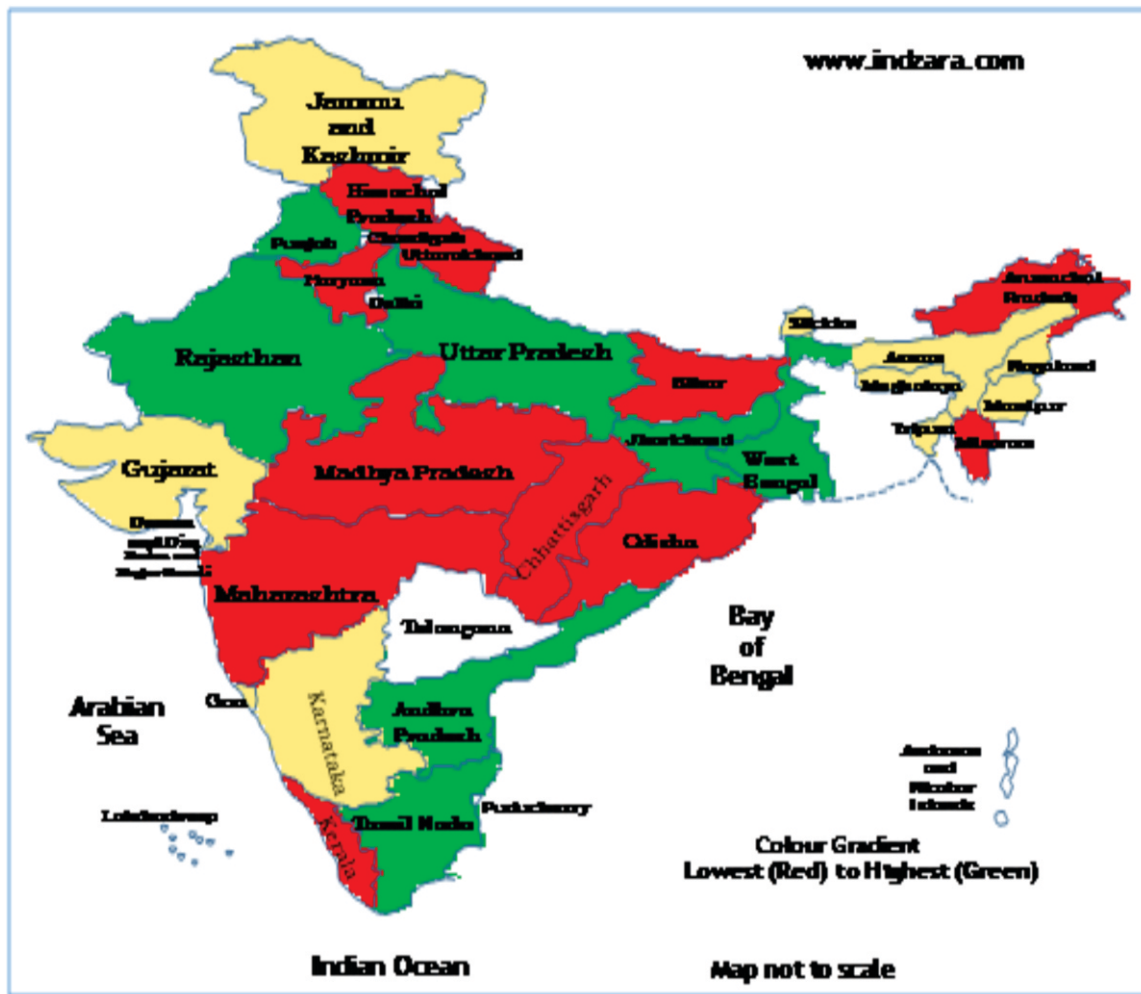 www.indzara.com
Jammu
and
Kashmir
Himachal
Pradesh
Punjab
Chandigarh
Uttarakhand
Haryana
Delhi
Arunachal
Pradesh
Rajasthan
Uttar Pradesh
Sikkim
Bihar
Assam
Nagaland
Meghalaya
Manipur
Tripura
Mizoram
Jharkhand
West
Bengal
Gujarat
Madhya Pradesh
Chhattisgarh
Odisha
Daman
and Diu
Maharashtra
Telangana
Bay
of
Bengal
Goa
Karnataka
Andhra
Pradesh
Arabian
Sea
Andaman
and
Nicobar
Islands
Lakshadweep
Kerala
Tamil Nadu
Puducherry
Colour Gradient
Lowest (Red) to Highest (Green)
Indian Ocean
Map not to scale